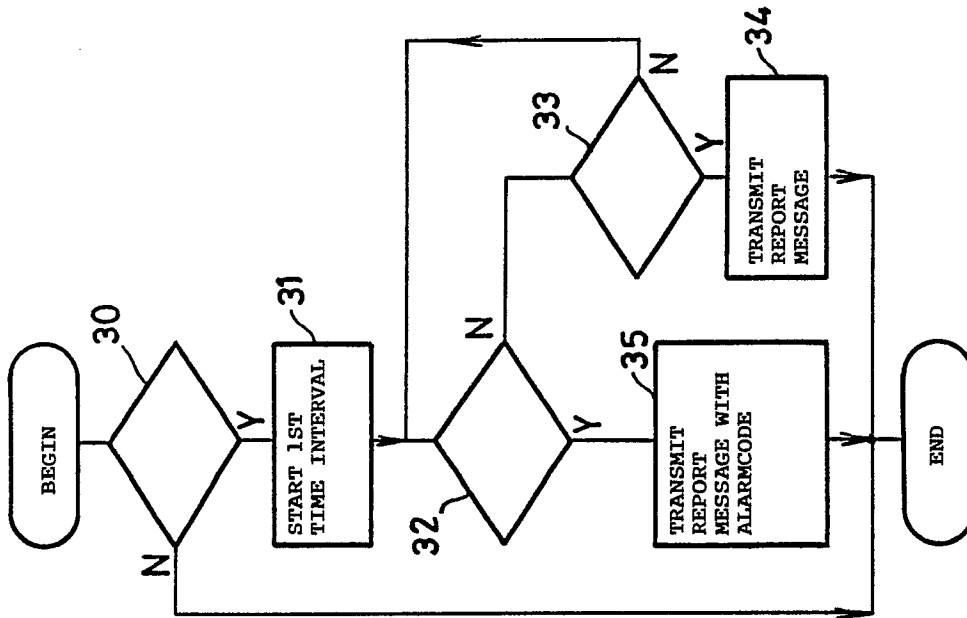 BEGIN
30
N
Y
START 1ST
TIME INTERVAL
31
32
N
Y
33
N
Y
TRANSMIT
REPORT
MESSAGE
34
TRANSMIT
REPORT
MESSAGE WITH
ALARMCODE
35
END